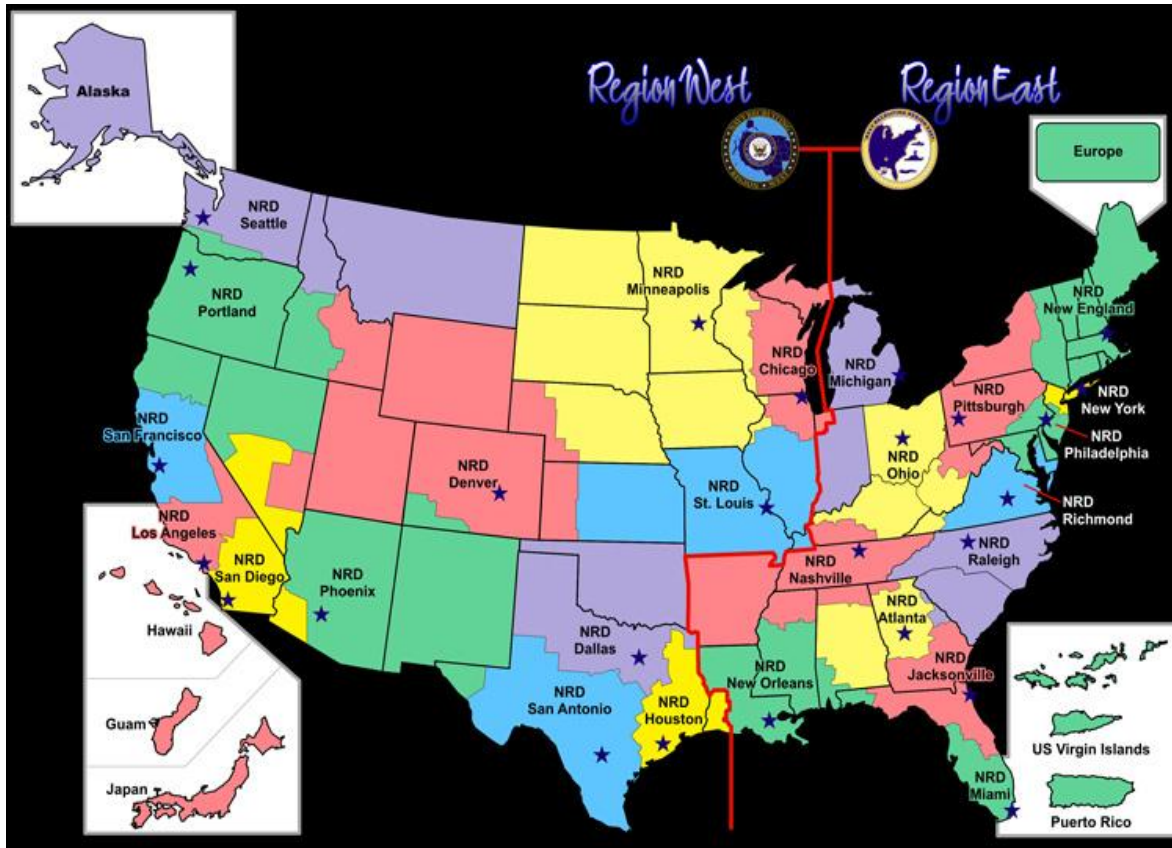 Region West
Region East
Alaska
Europe
NRD
Seattle
NRD
Portland
NRD
Minneapolis
NRD
New England
NRD
Chicago
NRD
Michigan
NRD
Pittsburgh
NRD
New York
NRD
Philadelphia
NRD
San Francisco
NRD
Ohio
NRD
Denver
NRD
St. Louis
NRD
Richmond
NRD
Los Angeles
NRD
San Diego
NRD
Phoenix
NRD
Nashville
NRD
Raleigh
NRD
Atlanta
NRD
Dallas
NRD
Jacksonville
NRD
New Orleans
NRD
San Antonio
NRD
Houston
NRD
Miami
Hawaii
Guam
Japan
US Virgin Islands
Puerto Rico